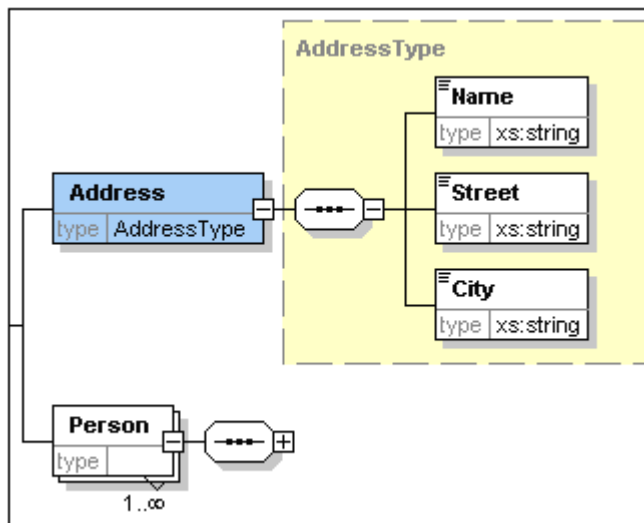 AddressType
Name
type xs:string
Address
type AddressType
Street
type xs:string
City
type xs:string
Person
type
1..∞